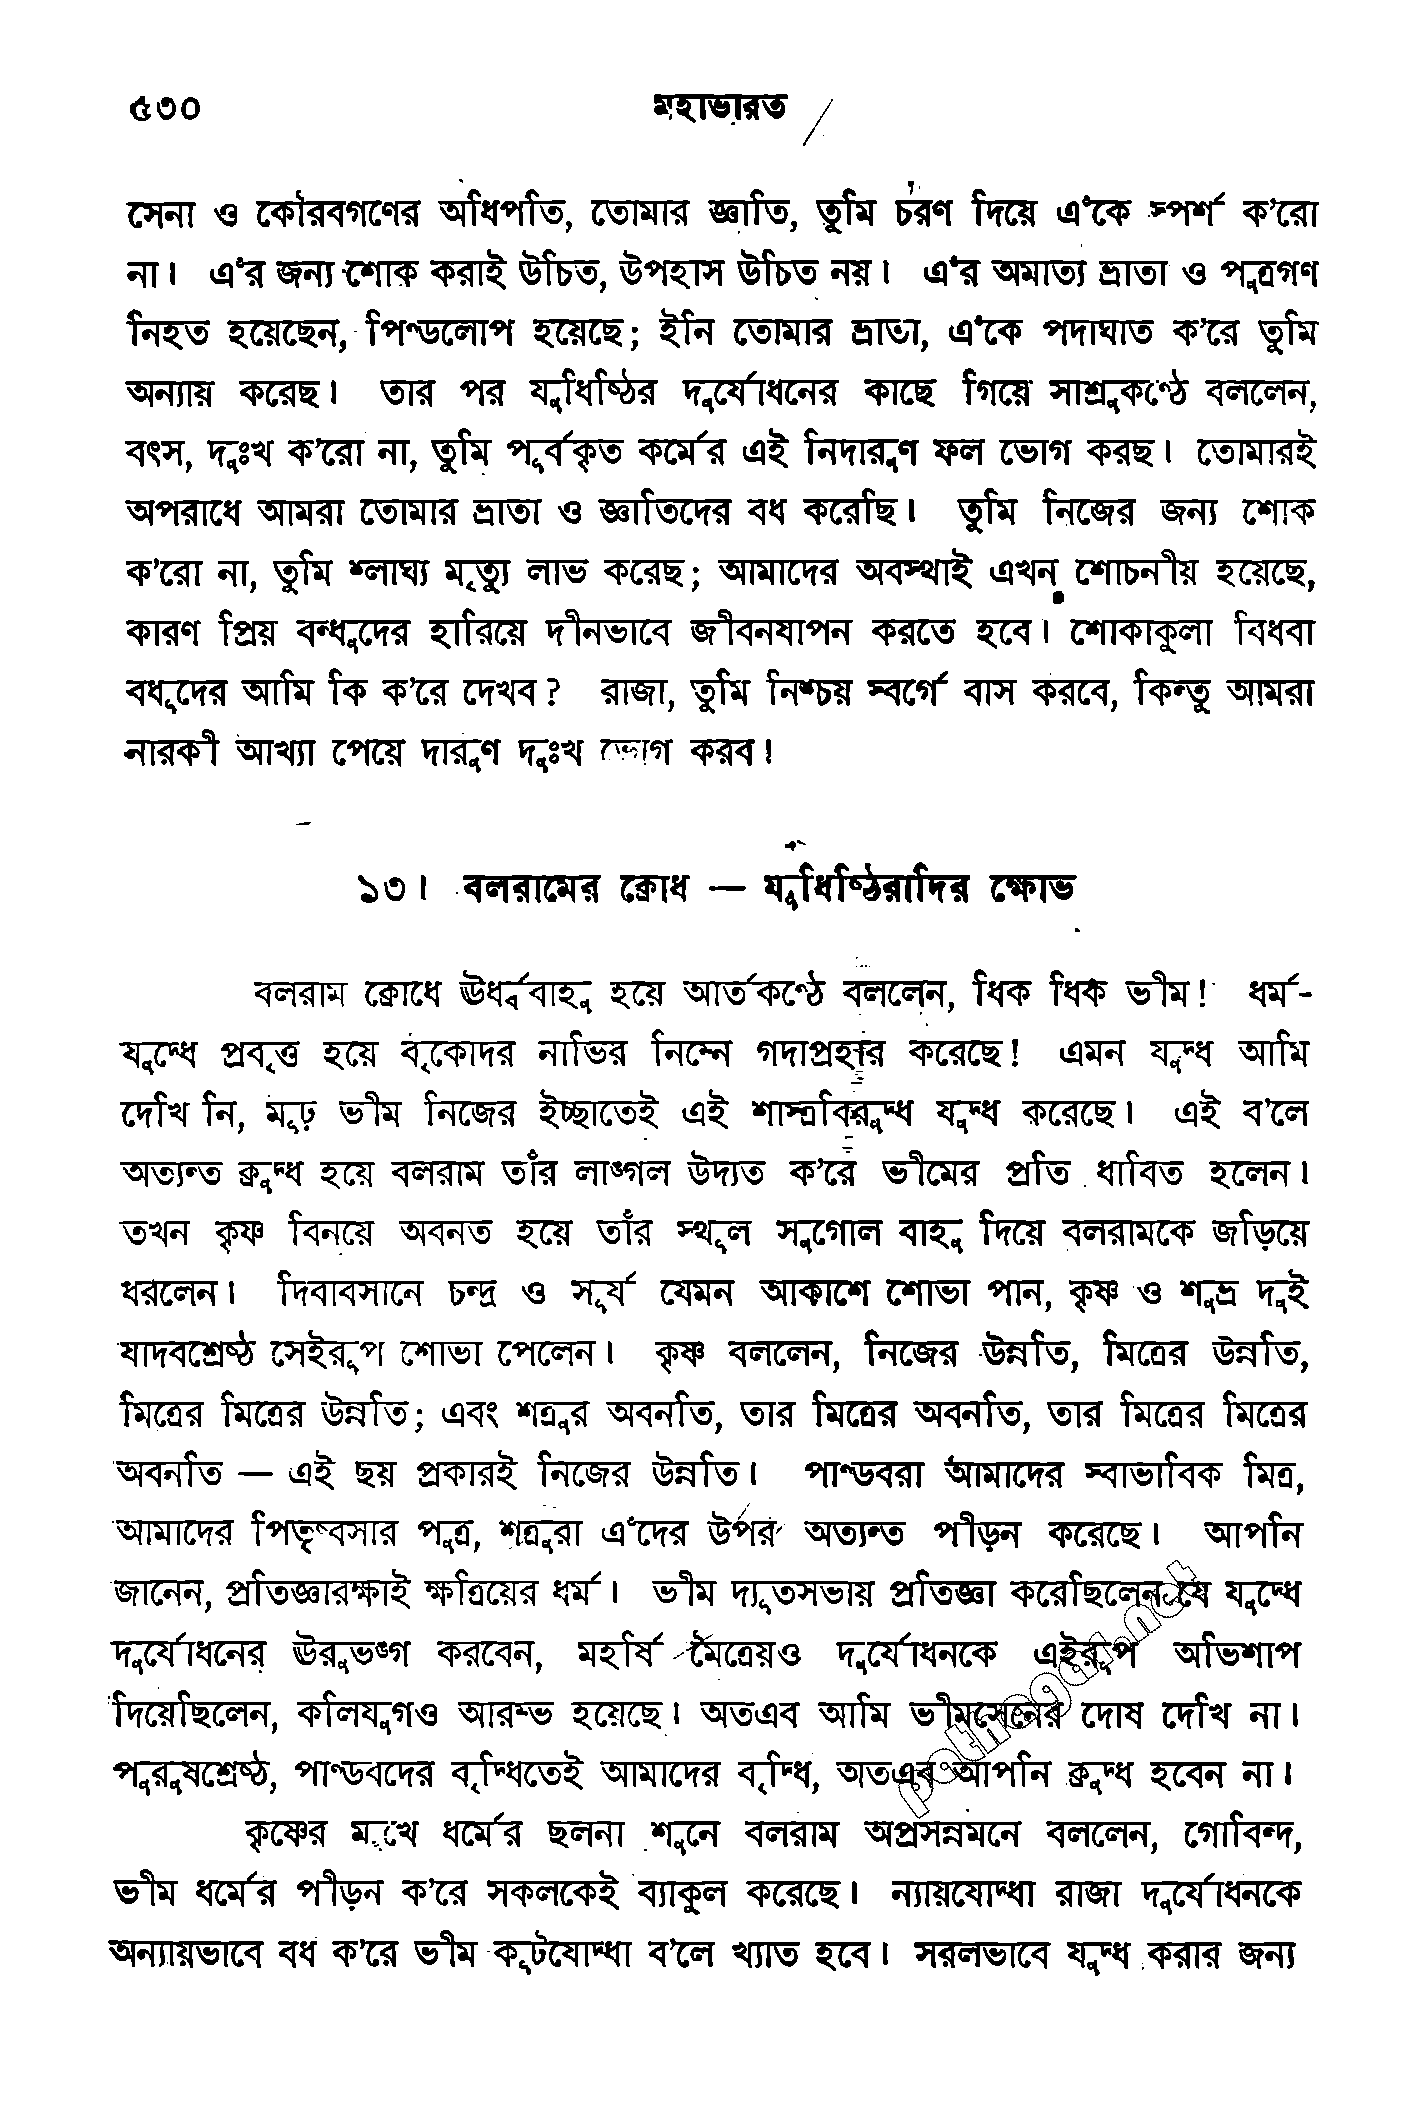 ৫৩০ মহাভারত
সেনা ও কৌরবগণের অধিপতি, তোমার জ্ঞাতি, তুমি চরণ দিয়ে এঁকে স্পর্শ ক'রো
না। এঁর জন্য শোক করাই উচিত, উপহাস উচিত নয়। এঁর অমাত্য ভ্রাতা ও পুত্রগণ
নিহত হয়েছেন, পিণ্ডলোপ হয়েছে; ইনি তোমার ভ্রাতা, এঁকে পদাঘাত ক'রে তুমি
অন্যায় করেছ। তার পর যুধিষ্ঠির দুর্যোধনের কাছে গিয়ে সাশ্রুকণ্ঠে বললেন,
বৎস, দুঃখ ক'রো না, তুমি পূর্বকৃত কর্মের এই নিদারুণ ফল ভোগ করছ। তোমারই
অপরাধে আমরা তোমার ভ্রাতা ও জ্ঞাতিদের বধ করেছি। তুমি নিজের জন্য শোক
ক'রো না, তুমি শ্লাঘ্য মৃত্যু লাভ করেছ; আমাদের অবস্থাই এখন শোচনীয় হয়েছে,
কারণ প্রিয় বন্ধুদের হারিয়ে দীনভাবে জীবনযাপন করতে হবে। শোকাকুলা বিধবা
বধূদের আমি কি ক'রে দেখব? রাজা, তুমি নিশ্চয় স্বর্গে বাস করবে, কিন্তু আমরা
নারকী আখ্যা পেয়ে দারুণ দুঃখ ভোগ করব।
১৩। বলরামের ক্রোধ — যুধিষ্ঠিরাদির ক্ষোভ
বলরাম ক্রোধে ঊর্ধ্ববাহু হয়ে আর্তকণ্ঠে বললেন, ধিক ধিক ভীম! ধর্ম-
যুদ্ধে প্রবৃত্ত হয়ে বৃকোদর নাভির নিম্নে গদাপ্রহার করেছে! এমন যুদ্ধ আমি
দেখি নি, মূঢ় ভীম নিজের ইচ্ছাতেই এই শাস্ত্রবিরুদ্ধ যুদ্ধ করেছে। এই ব'লে
অত্যন্ত ক্রুদ্ধ হয়ে বলরাম তাঁর লাঙ্গল উদ্যত ক'রে ভীমের প্রতি ধাবিত হলেন।
তখন কৃষ্ণ বিনয়ে অবনত হয়ে তাঁর স্থূল সুগোল বাহু দিয়ে বলরামকে জড়িয়ে
ধরলেন। দিবাবসানে চন্দ্র ও সূর্য যেমন আকাশে শোভা পান, কৃষ্ণ ও শুভ্র দুই
যাদবশ্রেষ্ঠ সেইরূপ শোভা পেলেন। কৃষ্ণ বললেন, নিজের উন্নতি, মিত্রের উন্নতি,
মিত্রের মিত্রের উন্নতি; এবং শত্রুর অবনতি, তার মিত্রের অবনতি, তার মিত্রের মিত্রের
অবনতি — এই ছয় প্রকারই নিজের উন্নতি। পাণ্ডবরা আমাদের স্বাভাবিক মিত্র,
আমাদের পিতৃষ্বসার পুত্র, শত্রুরা এঁদের উপর অত্যন্ত পীড়ন করেছে। আপনি
জানেন, প্রতিজ্ঞারক্ষাই ক্ষত্রিয়ের ধর্ম। ভীম দ্যূতসভায় প্রতিজ্ঞা করেছিলেন যে যুদ্ধে
দুর্যোধনের ঊরুভঙ্গ করবেন, মহর্ষি মৈত্রেয়ও দুর্যোধনকে এইরূপ অভিশাপ
দিয়েছিলেন, কলিযুগও আরম্ভ হয়েছে। অতএব আমি ভীমসেনের দোষ দেখি না।
পুরুষশ্রেষ্ঠ, পাণ্ডবদের বৃদ্ধিতেই আমাদের বৃদ্ধি, অতএব আপনি ক্রুদ্ধ হবেন না।
কৃষ্ণের মুখে ধর্মের ছলনা শুনে বলরাম অপ্রসন্নমনে বললেন, গোবিন্দ,
ভীম ধর্মের পীড়ন ক'রে সকলকেই ব্যাকুল করেছে। ন্যায়যোদ্ধা রাজা দুর্যোধনকে
অন্যায়ভাবে বধ ক'রে ভীম কূটযোদ্ধা ব'লে খ্যাত হবে। সরলভাবে যুদ্ধ করার জন্য
pathagar.net